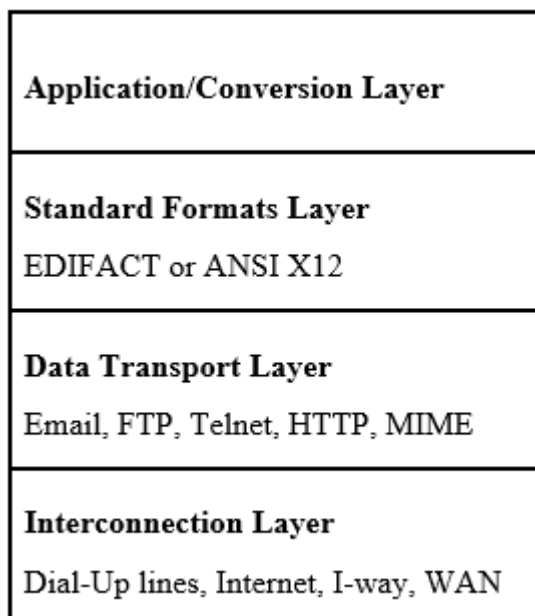 Application/Conversion Layer
Standard Formats Layer
EDIFACT or ANSI X12
Data Transport Layer
Email, FTP, Telnet, HTTP, MIME
Interconnection Layer
Dial-Up lines, Internet, I-way, WAN